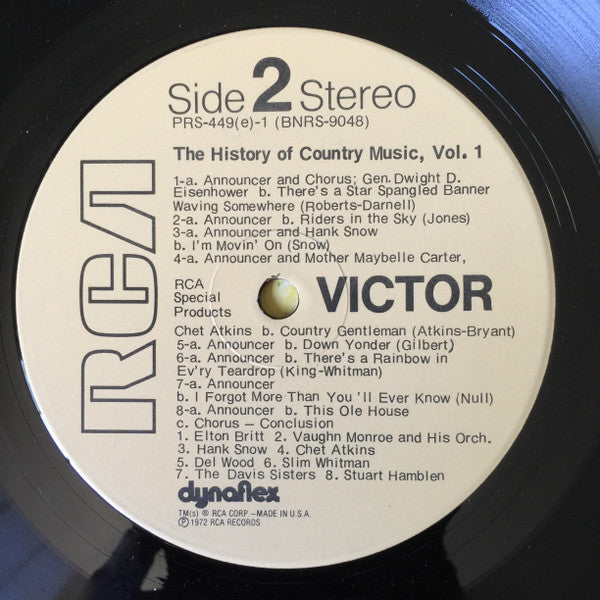 Side 2 Stereo
PRS-449(e)-1 (BNRS-9048)
The History of Country Music, Vol. 1
1-a. Announcer and Chorus; Gen. Dwight D.
Eisenhower b. There's a Star Spangled Banner
Waving Somewhere (Roberts-Darnell)
2-a. Announcer b. Riders in the Sky (Jones)
3-a. Announcer and Hank Snow
b. I'm Movin' On (Snow)
4-a. Announcer and Mother Maybelle Carter,
RCA
Special
Products
VICTOR
RCA
Chet Atkins b. Country Gentleman (Atkins-Bryant)
5-a. Announcer b. Down Yonder (Gilbert)
6-a. Announcer b. There's a Rainbow in
Ev'ry Teardrop (King-Whitman)
7-a. Announcer
b. I Forgot More Than You'll Ever Know (Null)
8-a. Announcer b. This Ole House
c. Chorus – Conclusion
1. Elton Britt 2. Vaughn Monroe and His Orch.
3. Hank Snow 4. Chet Atkins
5. Del Wood 6. Slim Whitman
7. The Davis Sisters 8. Stuart Hamblen
dynaflex
TM(s) ® RCA CORP.–MADE IN U.S.A.
Ⓟ1972 RCA RECORDS